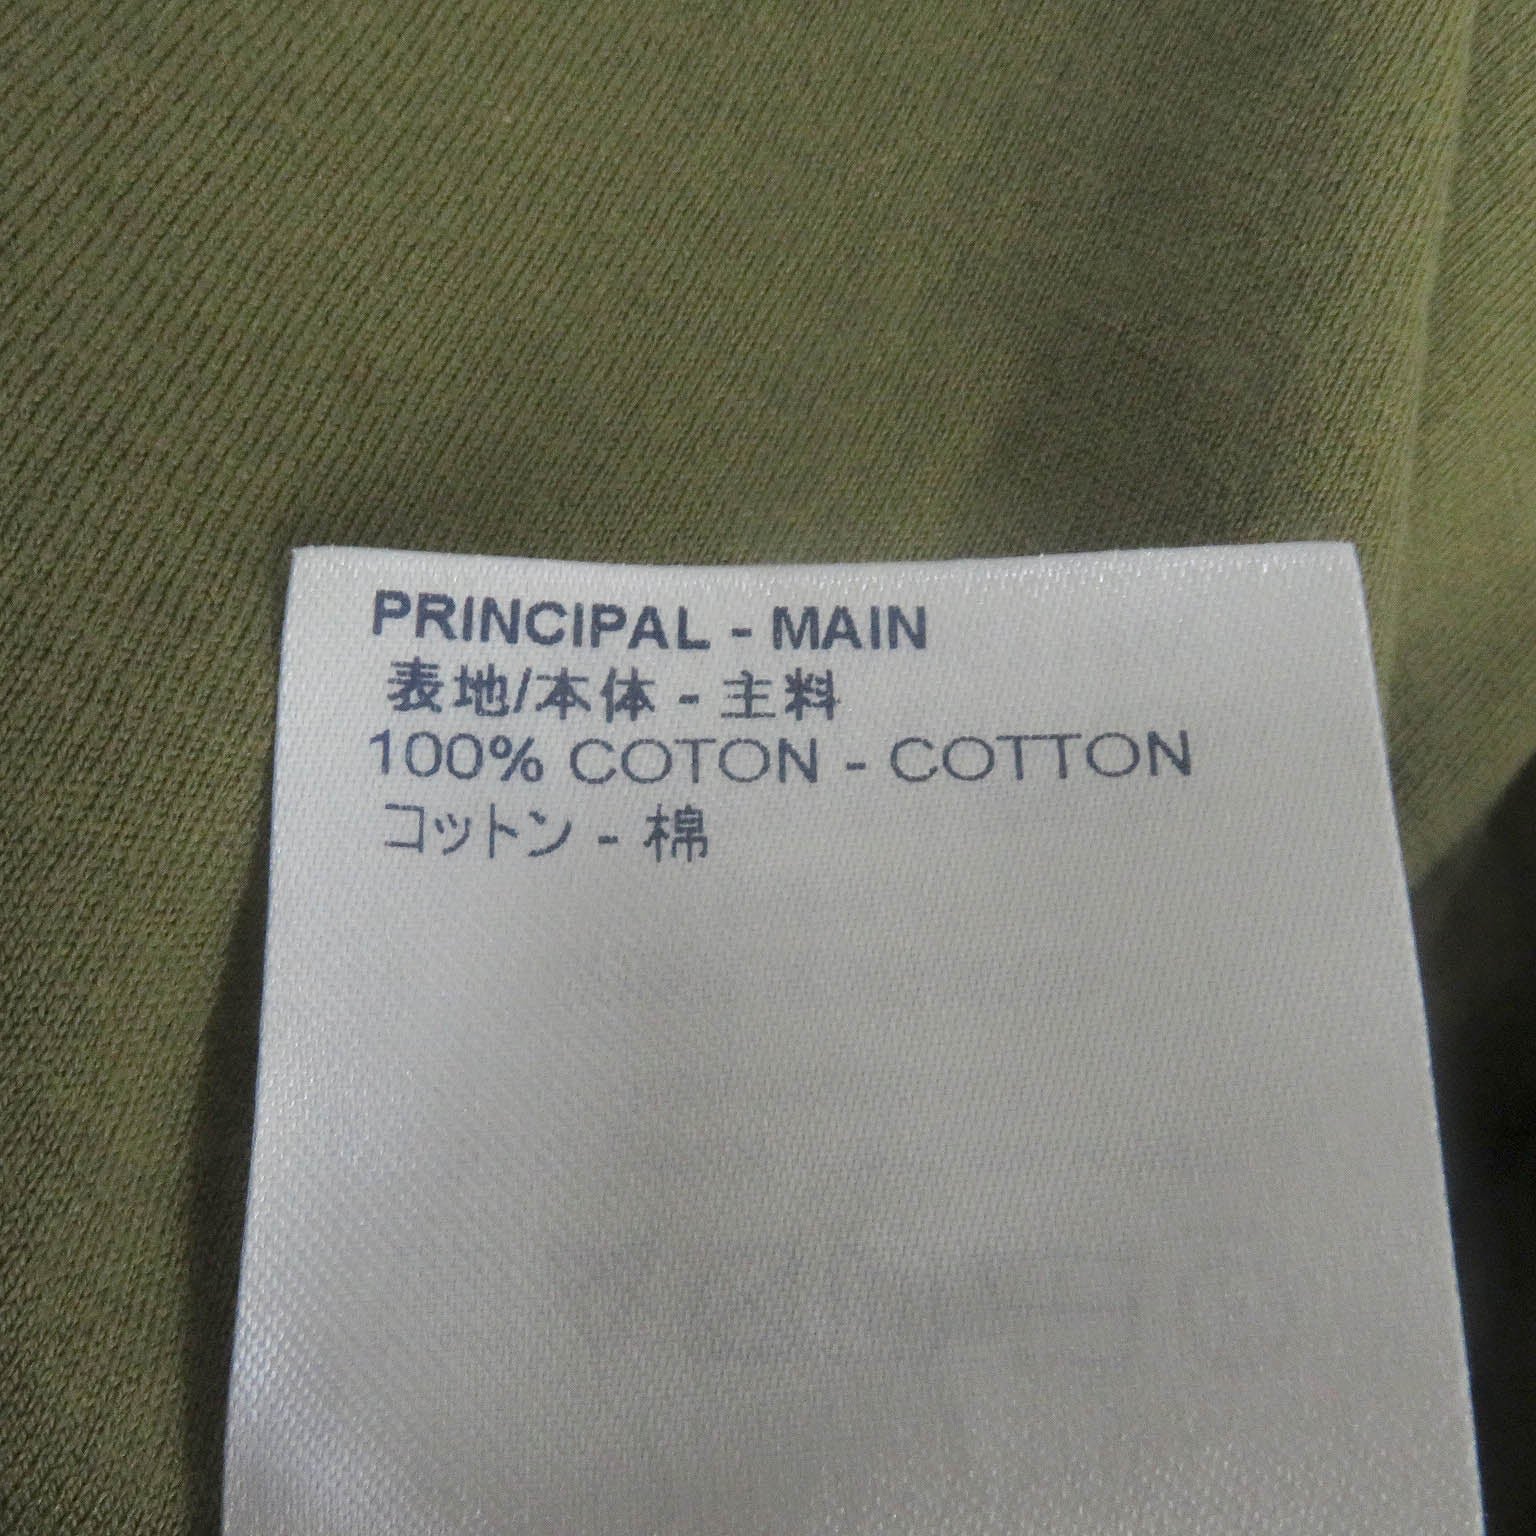 PRINCIPAL - MAIN
表地/本体 - 主料
100% COTON - COTTON
コットン - 棉